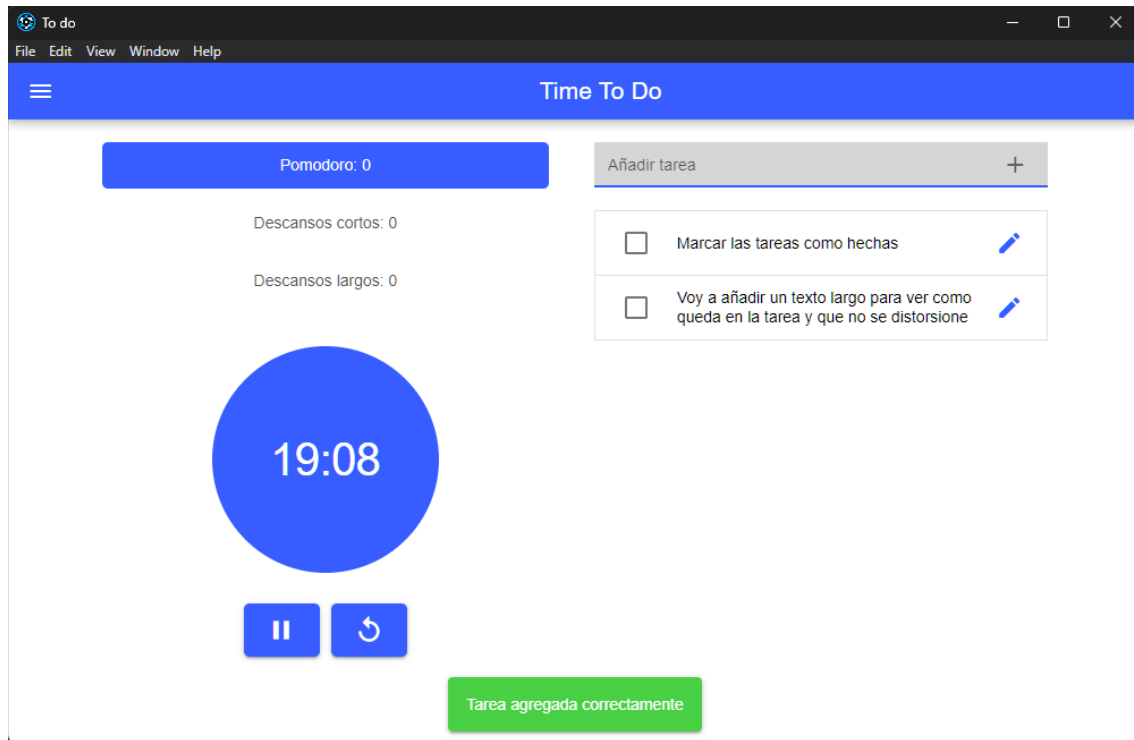 To do
File Edit View Window Help
Time To Do
Pomodoro: 0
Descansos cortos: 0
Descansos largos: 0
19:08
Añadir tarea
Marcar las tareas como hechas
Voy a añadir un texto largo para ver como
queda en la tarea y que no se distorsione
Tarea agregada correctamente